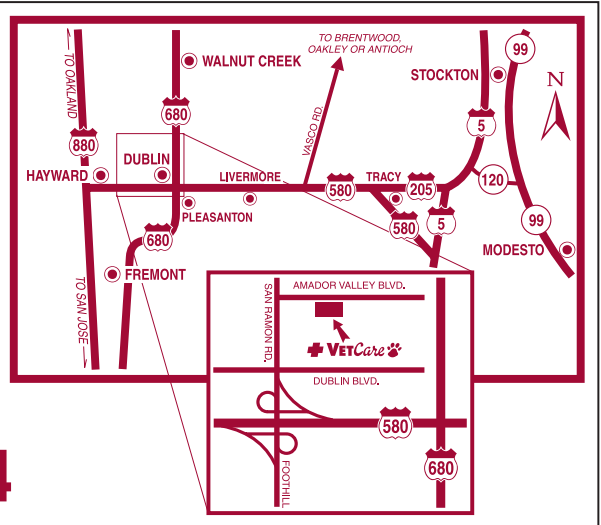 TO BRENTWOOD,
OAKLEY OR ANTIOCH
99
TO OAKLAND
WALNUT CREEK
STOCKTON
N
680
VASCO RD.
5
880
DUBLIN
HAYWARD
LIVERMORE
580
TRACY
205
120
PLEASANTON
580
5
99
680
MODESTO
FREMONT
TO SAN JOSE
SAN RAMON RD.
AMADOR VALLEY BLVD.
VETCare
DUBLIN BLVD.
580
FOOTHILL
680
4